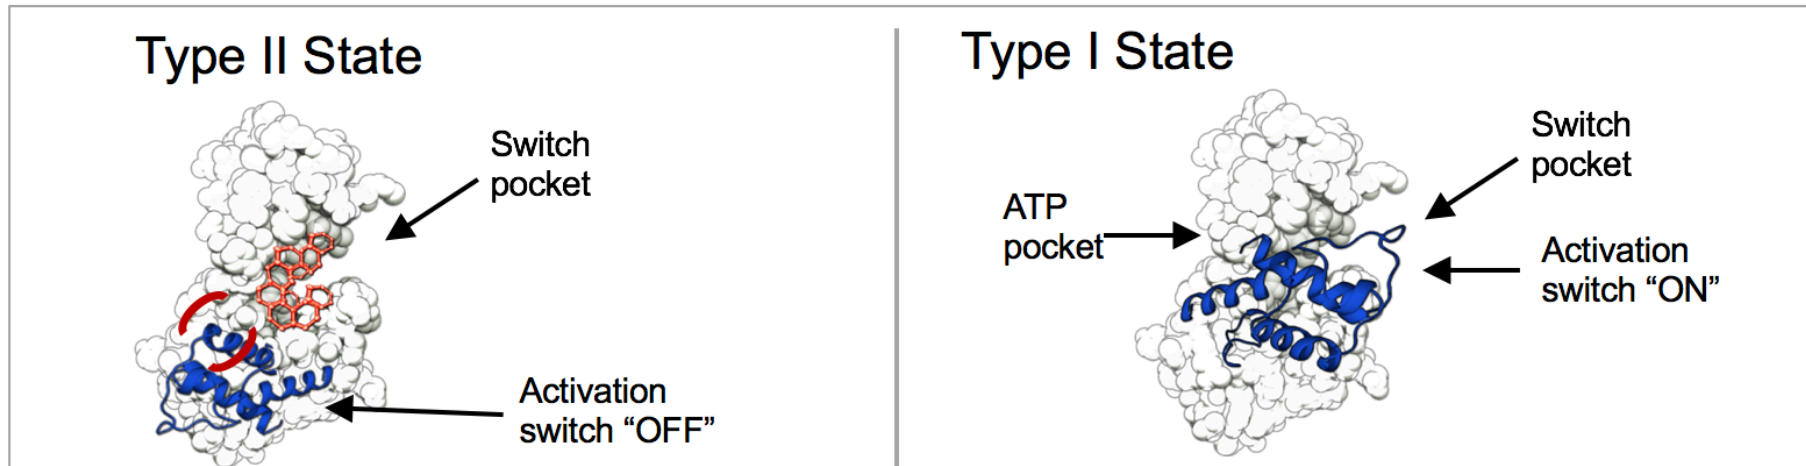 Type II State
Switch
pocket
Activation
switch “OFF”
Type I State
ATP
pocket
Switch
pocket
Activation
switch “ON”